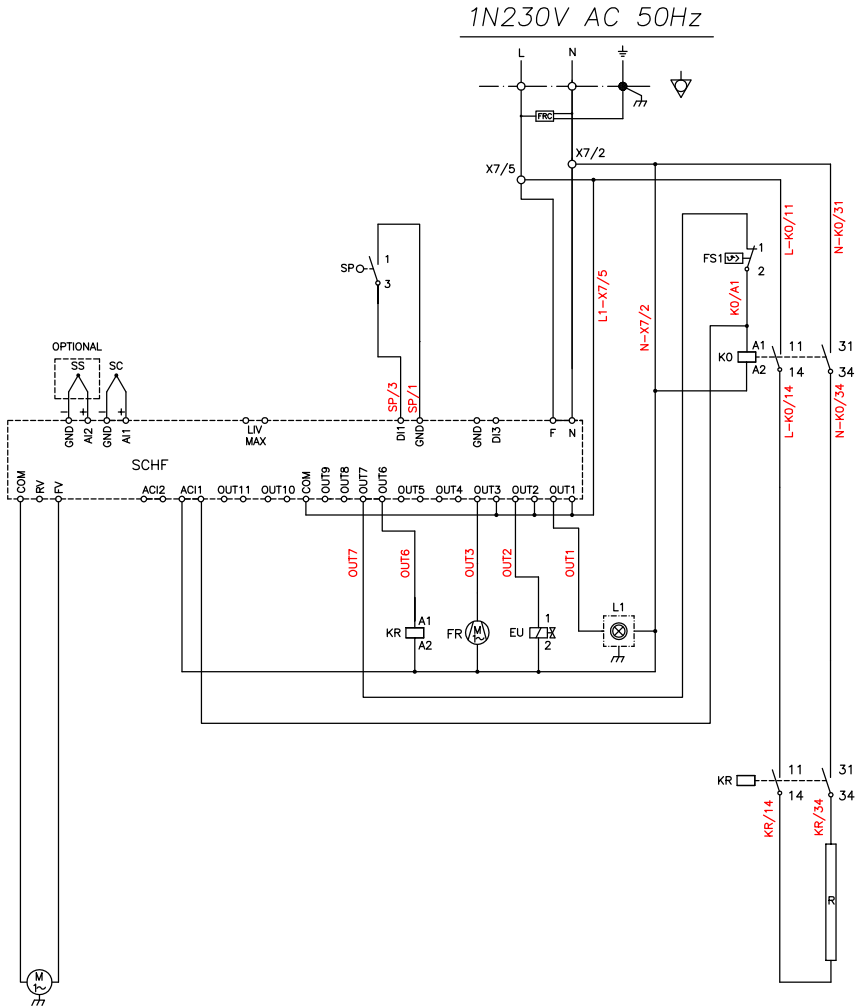 1N230V AC 50Hz
L N
FRC
X7/2
X7/5
L-K0/11
N-K0/31
SP 1
3
FS1 1
2
L1-X7/5
N-X7/2
K0/A1
OPTIONAL
SS SC
K0 A1 11 31
A2 14 34
L-K0/14
N-K0/34
SP/3
SP/1
- + - +
GND AI2 GND AI1 LIV DI1 GND GND DI3 F N
MAX
SCHF
COM RV FV ACI2 ACI1 OUT11 OUT10 COM OUT9 OUT8 OUT7 OUT6 OUT5 OUT4 OUT3 OUT2 OUT1
OUT7 OUT6 OUT3 OUT2 OUT1
L1
KR A1 FR M EU 1
A2 1~ 2
KR 11 31
14 34
KR/14
KR/34
R
M
1~